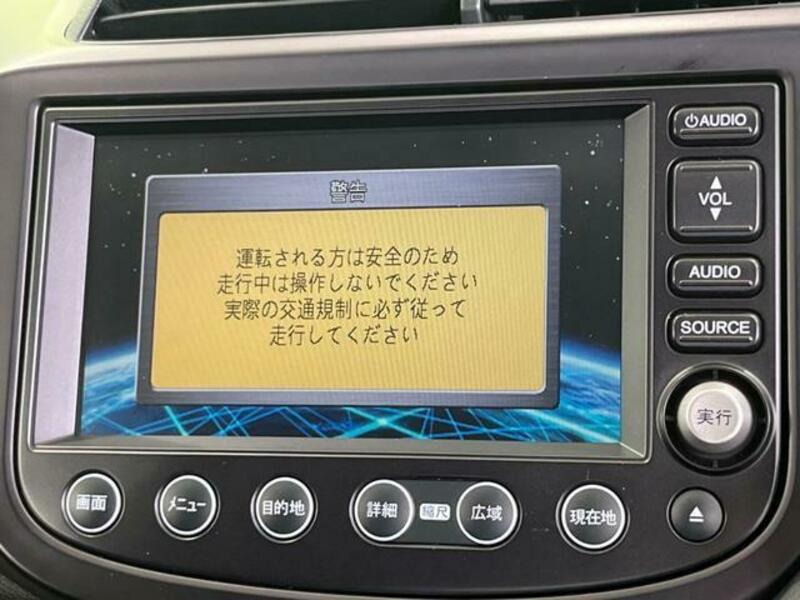 警告
運転される方は安全のため
走行中は操作しないでください
実際の交通規制に必ず従って
走行してください
AUDIO
VOL
AUDIO
SOURCE
実行
画面
メニュー
目的地
詳細
縮尺
広域
現在地